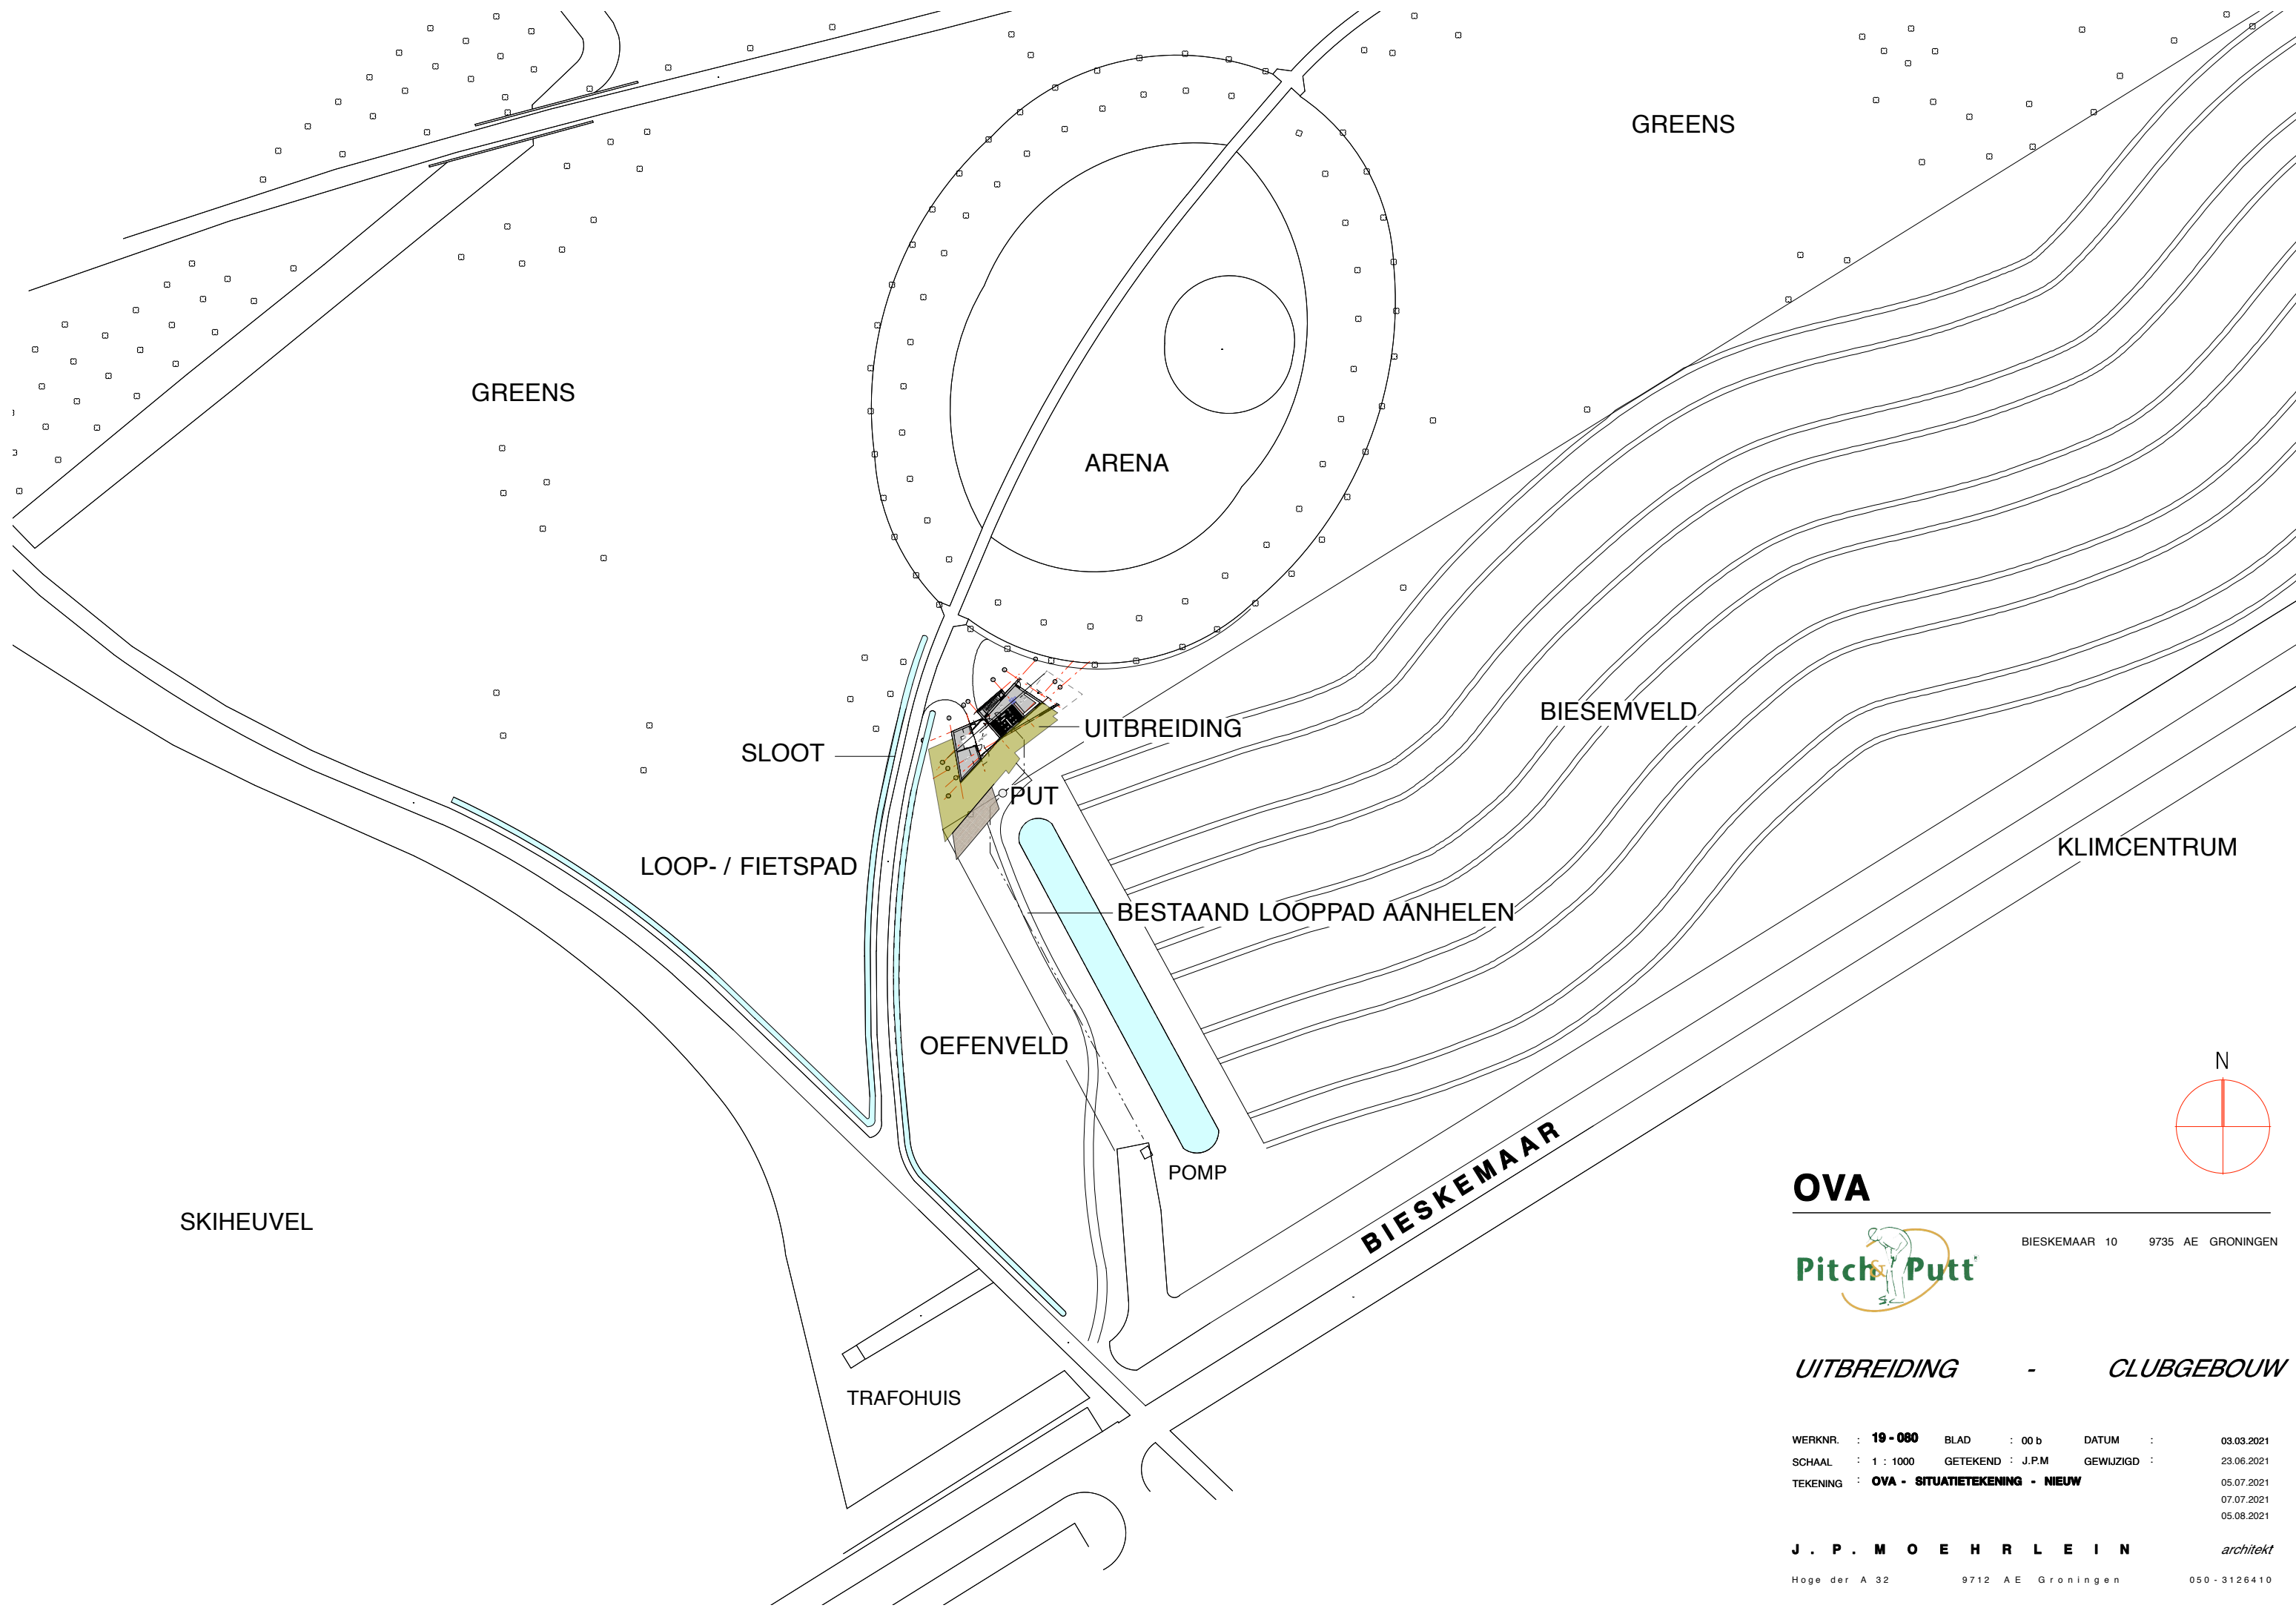 GREENS
GREENS
ARENA
BIESEMVELD
UITBREIDING
SLOOT
PUT
KLIMCENTRUM
LOOP- / FIETSPAD
BESTAAND LOOPPAD AANHELEN
OEFENVELD
N
BIESKEMAAR
POMP
SKIHEUVEL
TRAFOHUIS
OVA
Pitch & Putt
BIESKEMAAR 10 9735 AE GRONINGEN
UITBREIDING - CLUBGEBOUW
WERKNR. : 19 - 080 BLAD : 00 b DATUM : 03.03.2021
SCHAAL : 1 : 1000 GETEKEND : J.P.M GEWIJZIGD : 23.06.2021
TEKENING : OVA - SITUATIETEKENING - NIEUW 05.07.2021
07.07.2021
05.08.2021
J.P.MOEHRLEIN architekt
Hoge der A 32 9712 AE Groningen 050-3126410